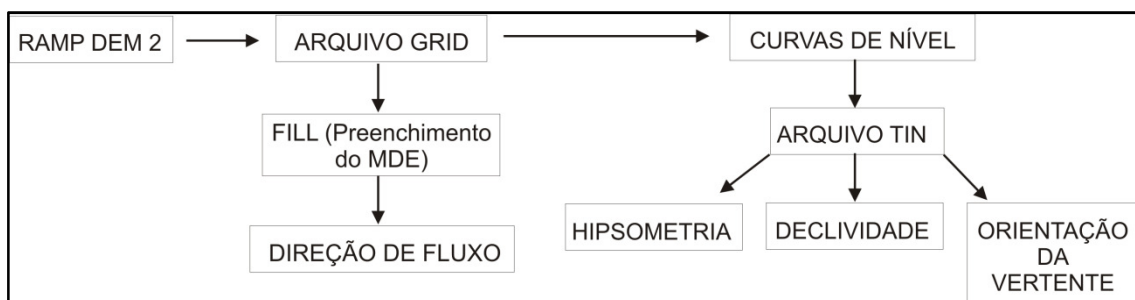 RAMP DEM 2
ARQUIVO GRID
CURVAS DE NÍVEL
FILL (Preenchimento
do MDE)
ARQUIVO TIN
DIREÇÃO DE FLUXO
HIPSOMETRIA
DECLIVIDADE
ORIENTAÇÃO
DA
VERTENTE